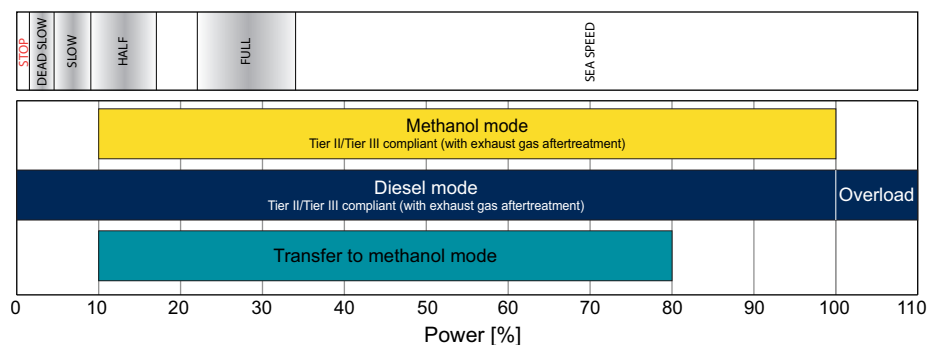 STOP
DEAD SLOW
SLOW
HALF
FULL
SEA SPEED
Methanol mode
Tier II/Tier III compliant (with exhaust gas aftertreatment)
Diesel mode
Tier II/Tier III compliant (with exhaust gas aftertreatment)
Overload
Transfer to methanol mode
0 10 20 30 40 50 60 70 80 90 100 110
Power [%]